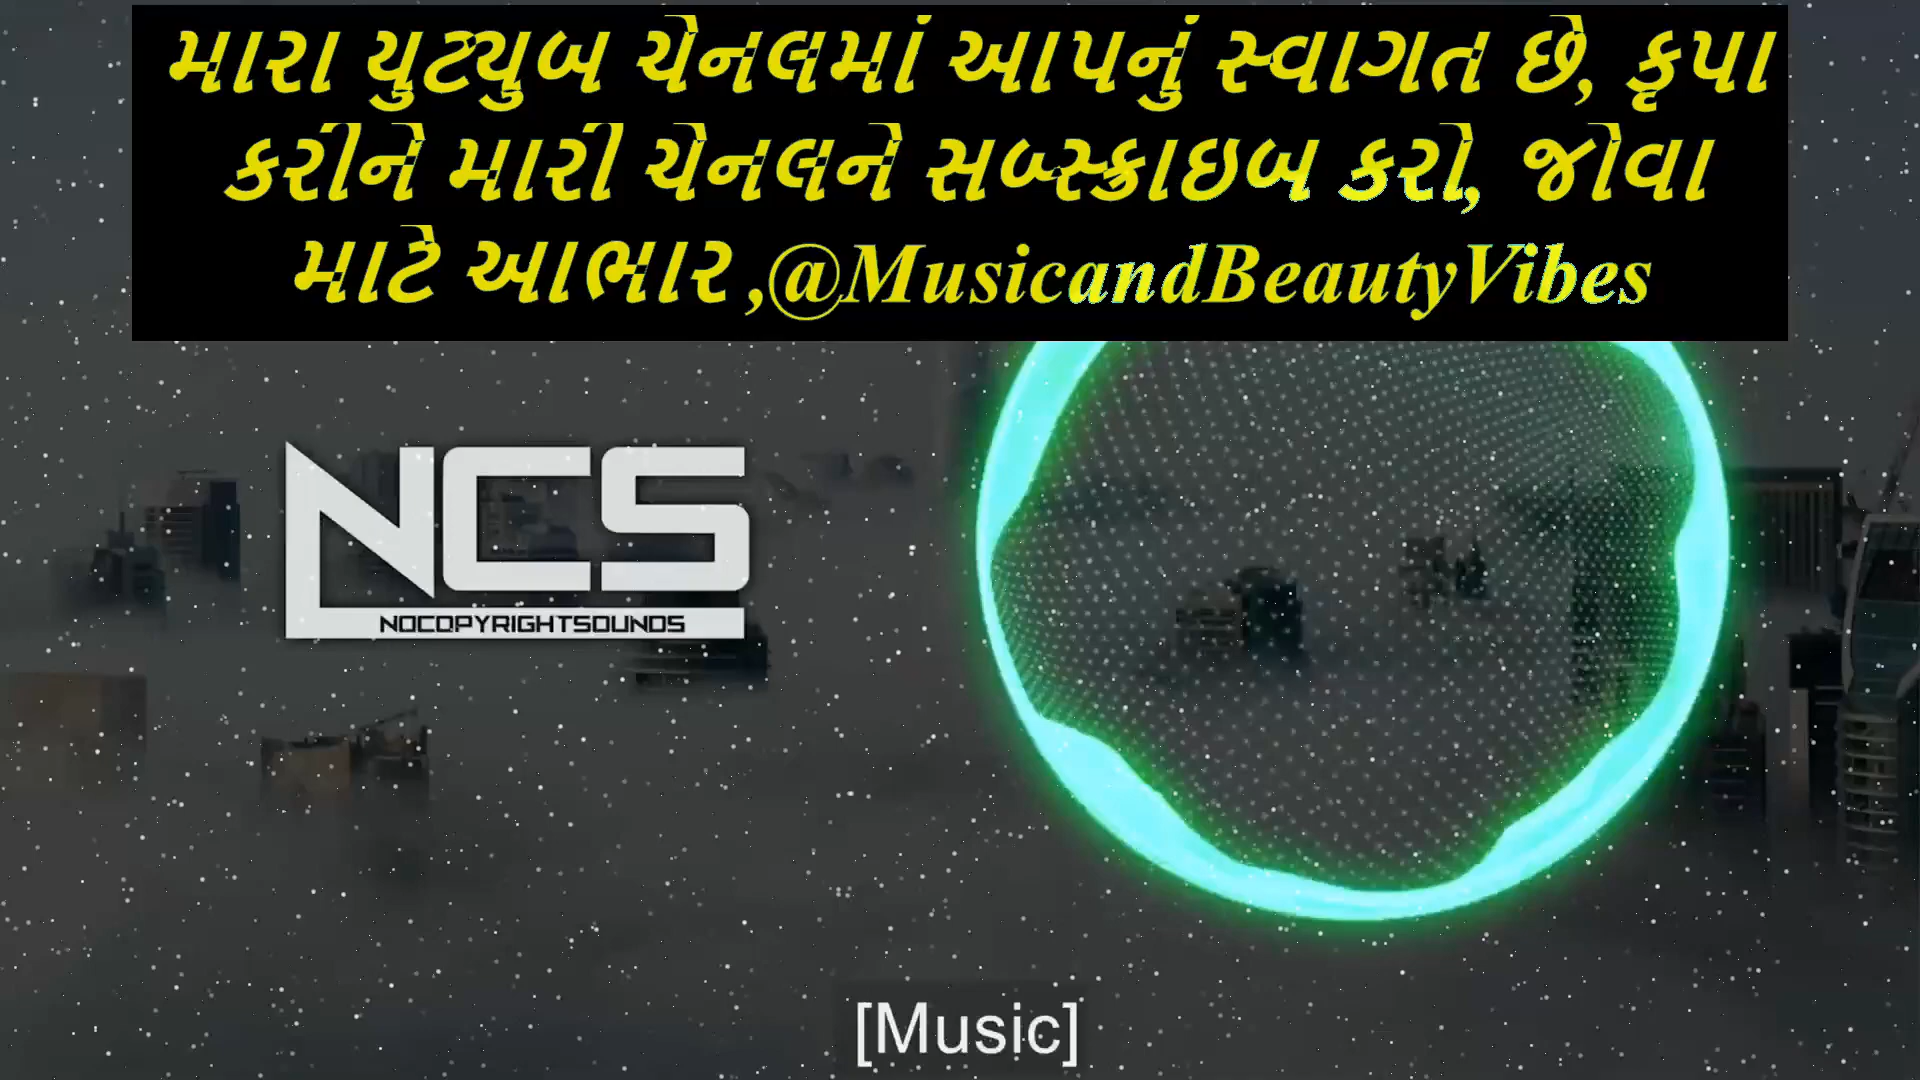 મારા યુટ્યુબ ચેનલમાં આપનું સ્વાગત છે, કૃપા
કરીને મારી ચેનલને સબ્સ્ક્રાઇબ કરો, જોવા
માટે આભાર ,@MusicandBeautyVibes
NCS
NOCOPYRIGHTSOUNDS
[Music]